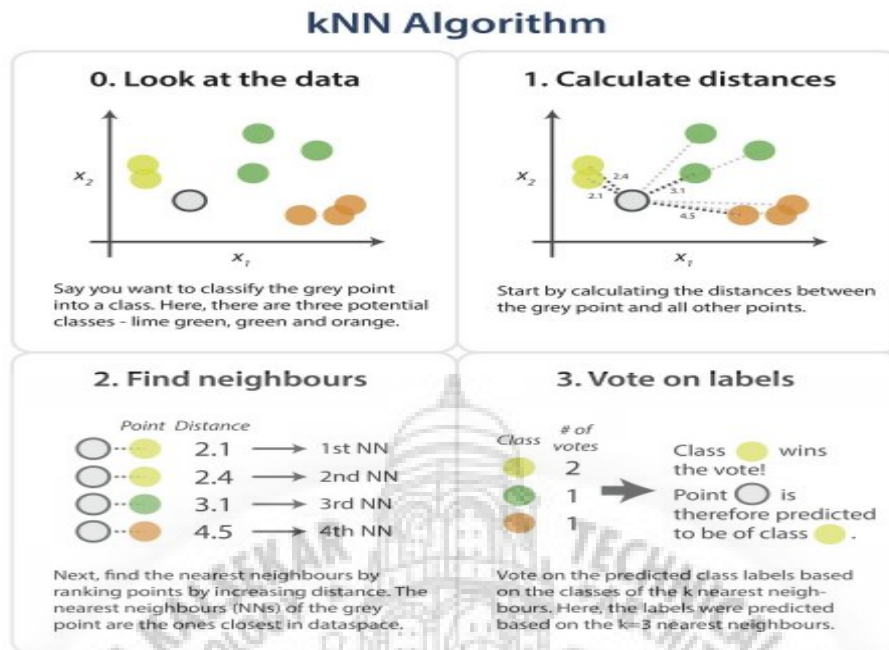 kNN Algorithm
0. Look at the data
x2
x1
Say you want to classify the grey point
into a class. Here, there are three potential
classes - lime green, green and orange.
1. Calculate distances
x2
2.4
2.1
3.1
4.5
x1
Start by calculating the distances between
the grey point and all other points.
2. Find neighbours
Point Distance
2.1 1st NN
2.4 2nd NN
3.1 3rd NN
4.5 4th NN
Next, find the nearest neighbours by
ranking points by increasing distance. The
nearest neighbours (NNs) of the grey
point are the ones closest in dataspace.
3. Vote on labels
Class # of
votes
2
1
1
Class wins
the vote!
Point is
therefore predicted
to be of class .
Vote on the predicted class labels based
on the classes of the k nearest neigh-
bours. Here, the labels were predicted
based on the k=3 nearest neighbours.